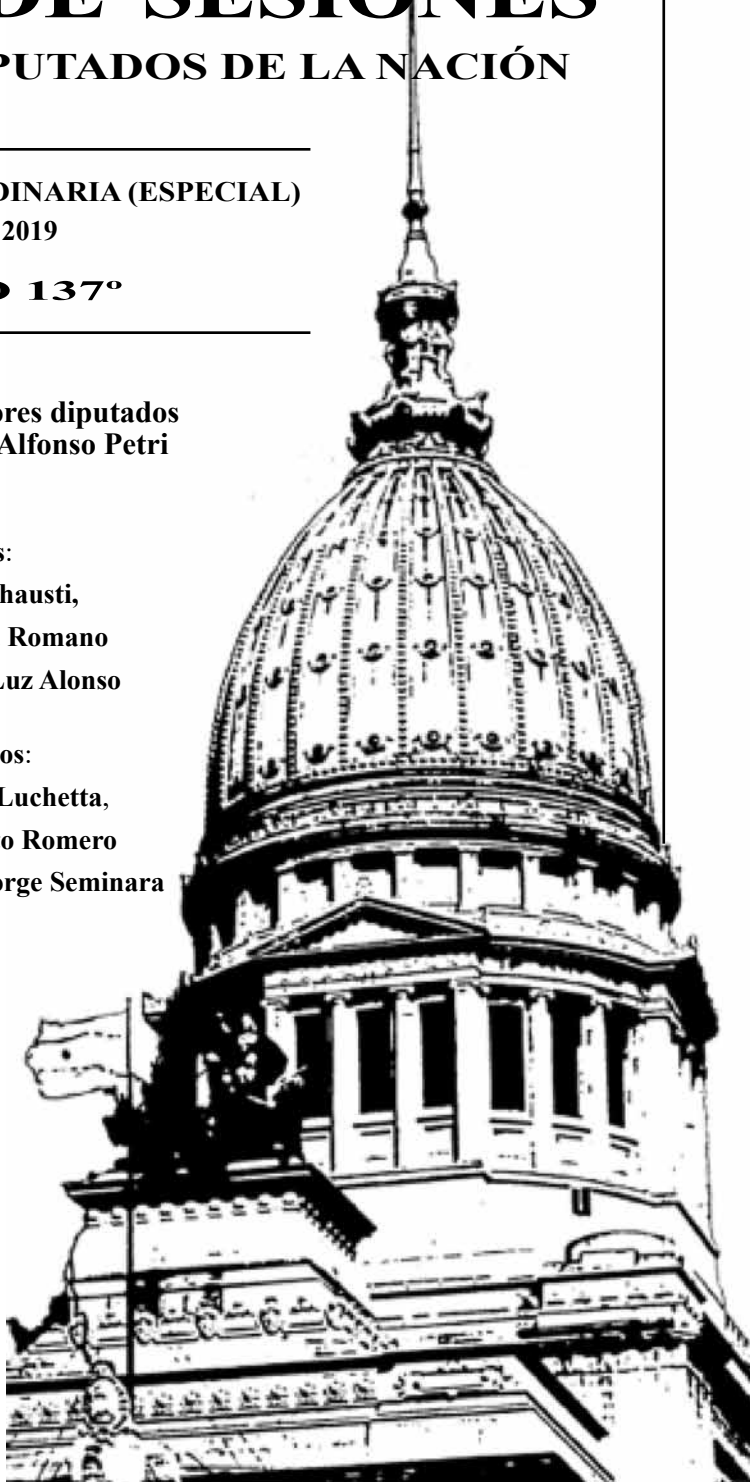 DE SESIONES
PUTADOS DE LA NACIÓN
DINARIA (ESPECIAL)
2019
137º
ores diputados
Alfonso Petri
s:
hausti,
Romano
Luz Alonso
os:
Luchetta,
o Romero
orge Seminara